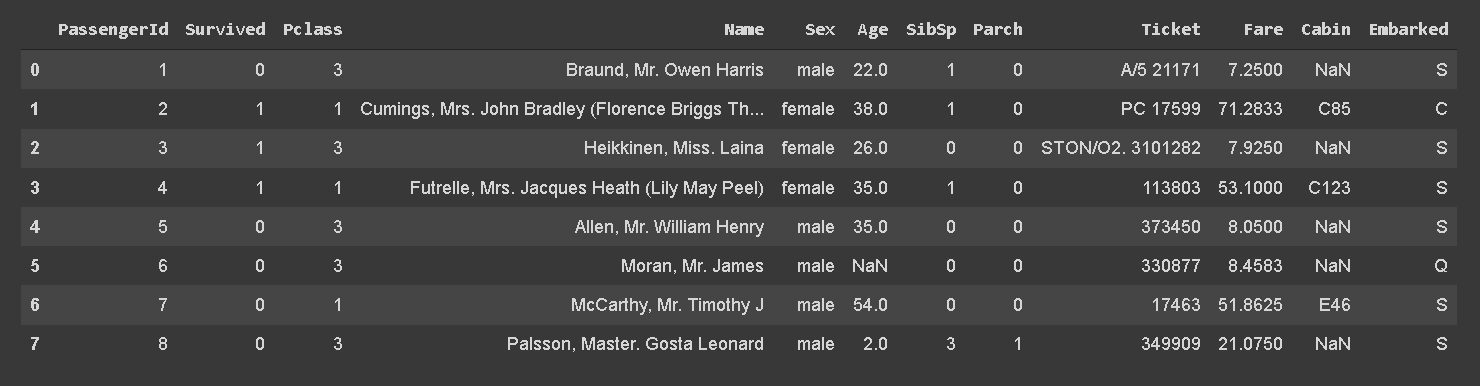 PassengerId Survived Pclass Name Sex Age SibSp Parch Ticket Fare Cabin Embarked
0 1 0 3 Braund, Mr. Owen Harris male 22.0 1 0 A/5 21171 7.2500 NaN S
1 2 1 1 Cumings, Mrs. John Bradley (Florence Briggs Th... female 38.0 1 0 PC 17599 71.2833 C85 C
2 3 1 3 Heikkinen, Miss. Laina female 26.0 0 0 STON/O2. 3101282 7.9250 NaN S
3 4 1 1 Futrelle, Mrs. Jacques Heath (Lily May Peel) female 35.0 1 0 113803 53.1000 C123 S
4 5 0 3 Allen, Mr. William Henry male 35.0 0 0 373450 8.0500 NaN S
5 6 0 3 Moran, Mr. James male NaN 0 0 330877 8.4583 NaN Q
6 7 0 1 McCarthy, Mr. Timothy J male 54.0 0 0 17463 51.8625 E46 S
7 8 0 3 Palsson, Master. Gosta Leonard male 2.0 3 1 349909 21.0750 NaN S